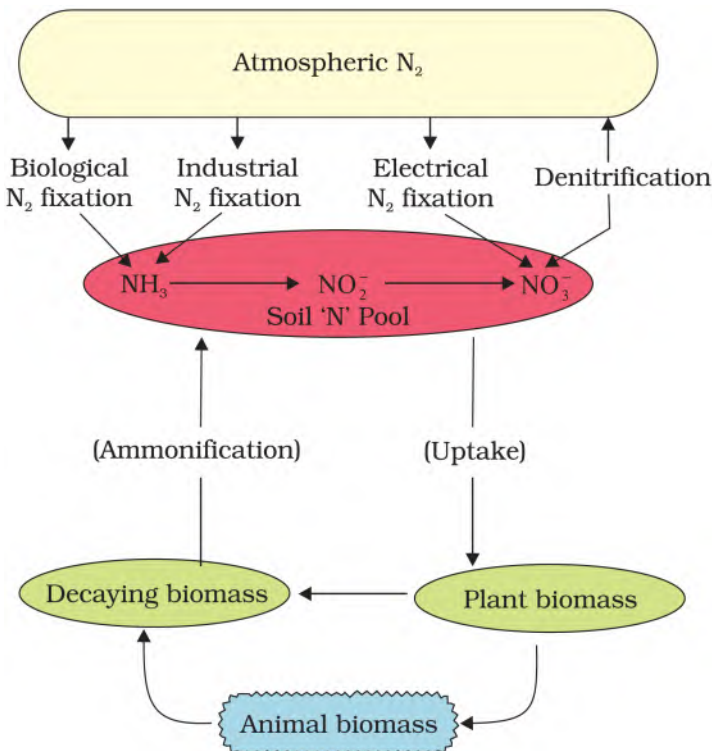 Atmospheric N₂
Biological
N₂ fixation
Industrial
N₂ fixation
Electrical
N₂ fixation
Denitrification
NH₃
NO₂⁻
NO₃⁻
Soil ‘N’ Pool
(Ammonification)
(Uptake)
Decaying biomass
Plant biomass
Animal biomass